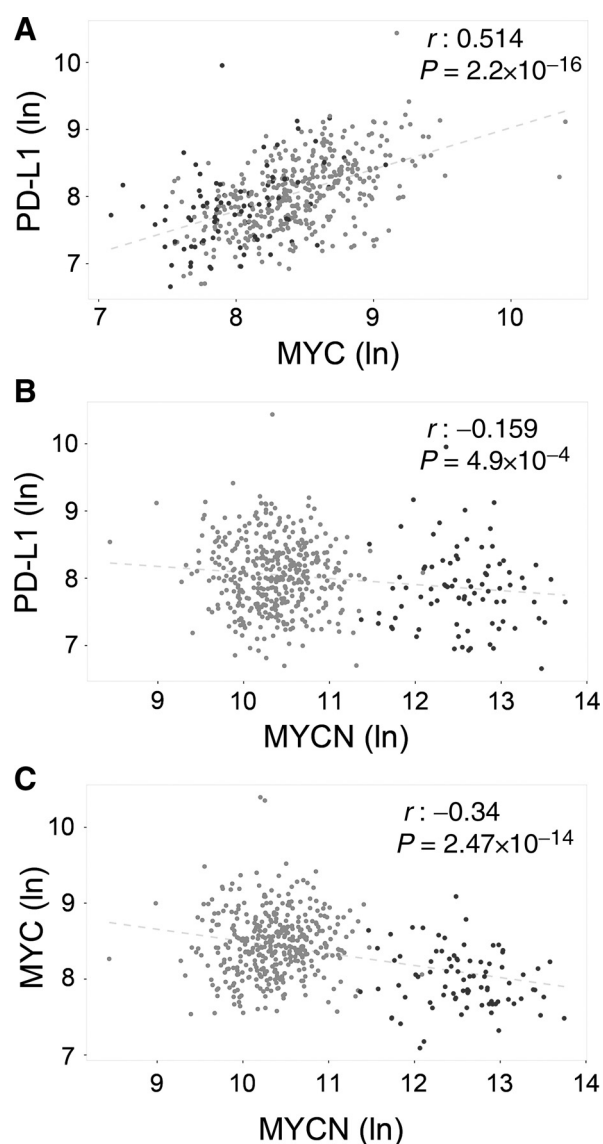 A
r : 0.514
P = 2.2×10⁻¹⁶
10
9
8
7
PD-L1 (ln)
7 8 9 10
MYC (ln)
B
r : −0.159
P = 4.9×10⁻⁴
10
9
8
7
PD-L1 (ln)
9 10 11 12 13 14
MYCN (ln)
C
r : −0.34
P = 2.47×10⁻¹⁴
10
9
8
7
MYC (ln)
9 10 11 12 13 14
MYCN (ln)